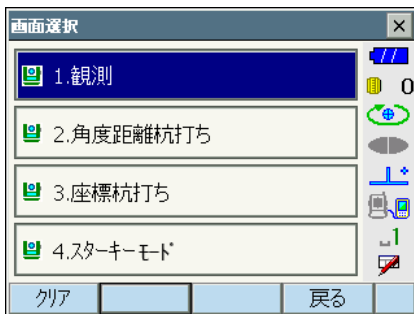 画面選択
1.観測
0
2.角度距離杭打ち
3.座標杭打ち
4.スターキーモード
1
クリア 戻る